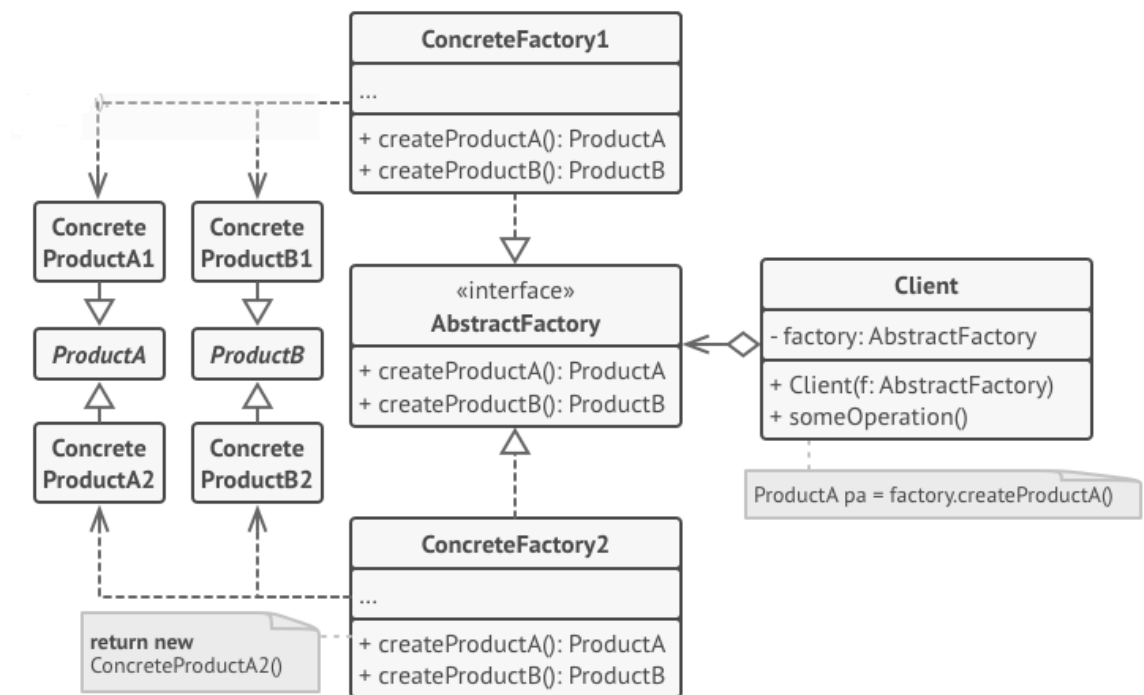 ConcreteFactory1
...
+ createProductA(): ProductA
+ createProductB(): ProductB
Concrete
ProductA1
Concrete
ProductB1
ProductA
ProductB
Concrete
ProductA2
Concrete
ProductB2
«interface»
AbstractFactory
+ createProductA(): ProductA
+ createProductB(): ProductB
Client
- factory: AbstractFactory
+ Client(f: AbstractFactory)
+ someOperation()
ProductA pa = factory.createProductA()
ConcreteFactory2
...
+ createProductA(): ProductA
+ createProductB(): ProductB
return new
ConcreteProductA2()